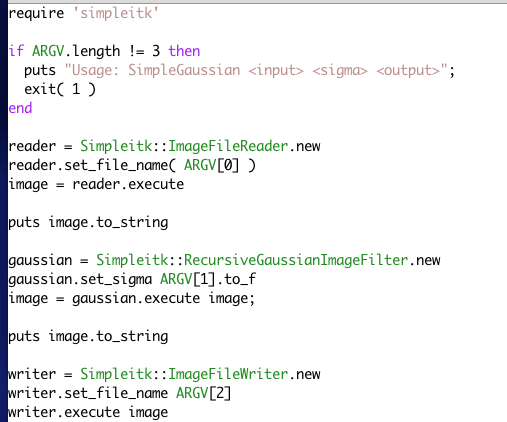 require 'simpleitk'
if ARGV.length != 3 then
puts "Usage: SimpleGaussian <input> <sigma> <output>";
exit( 1 )
end
reader = Simpleitk::ImageFileReader.new
reader.set_file_name( ARGV[0] )
image = reader.execute
puts image.to_string
gaussian = Simpleitk::RecursiveGaussianImageFilter.new
gaussian.set_sigma ARGV[1].to_f
image = gaussian.execute image;
puts image.to_string
writer = Simpleitk::ImageFileWriter.new
writer.set_file_name ARGV[2]
writer.execute image